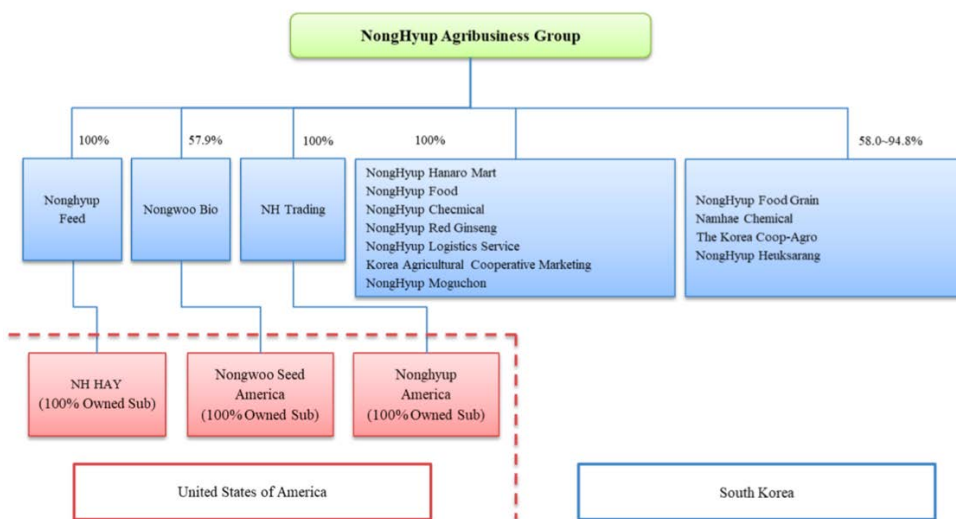 NongHyup Agribusiness Group
100%
57.9%
100%
100%
58.0~94.8%
Nonghyup
Feed
Nongwoo Bio
NH Trading
NongHyup Hanaro Mart
NongHyup Food
NongHyup Checmical
NongHyup Red Ginseng
NongHyup Logistics Service
Korea Agricultural Cooperative Marketing
NongHyup Moguchon
NongHyup Food Grain
Namhae Chemical
The Korea Coop-Agro
NongHyup Heuksarang
NH HAY
(100% Owned Sub)
Nongwoo Seed
America
(100% Owned Sub)
Nonghyup
America
(100% Owned Sub)
United States of America
South Korea